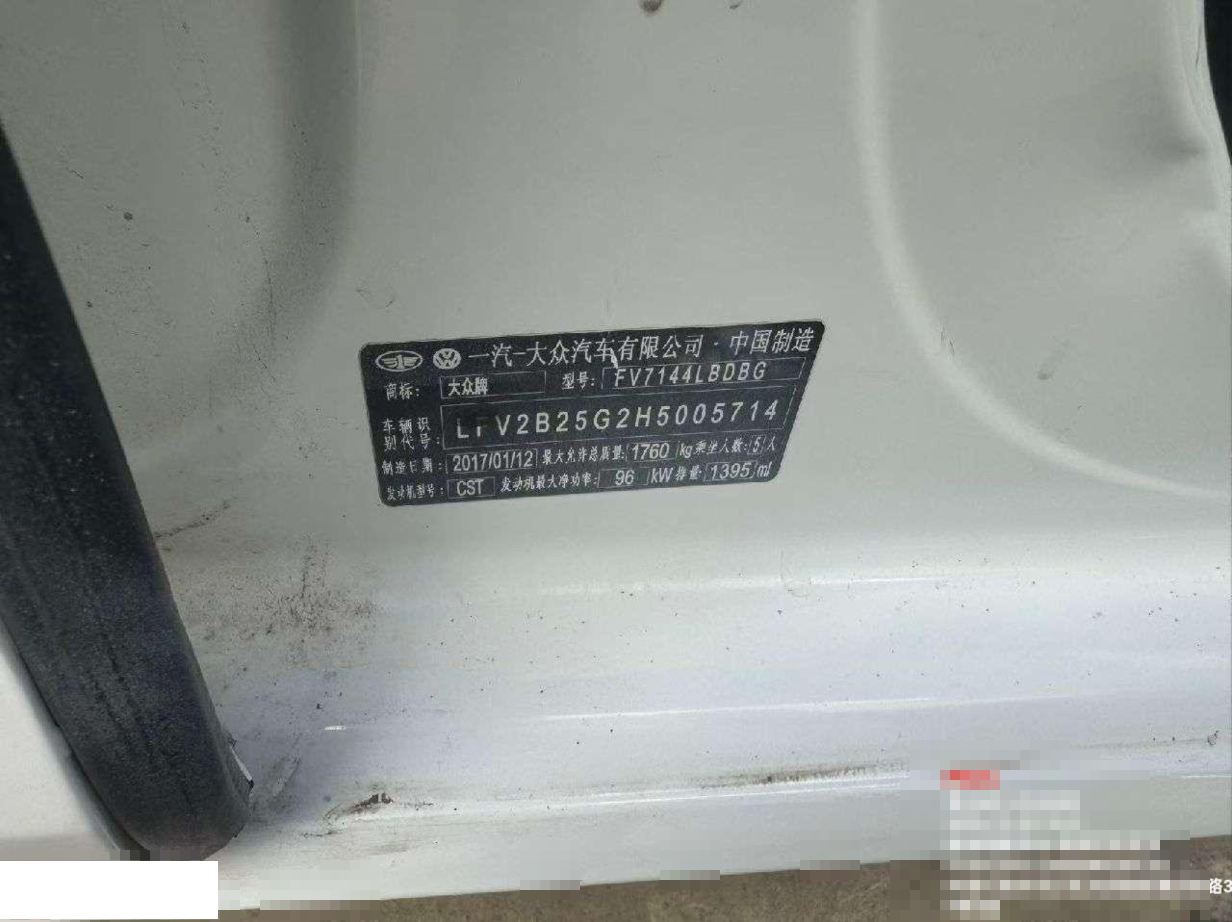 一汽-大众汽车有限公司·中国制造
商标: 大众牌 型号: FV7144LBDBG
车辆识别代号: LFV2B25G2H5005714
制造日期: 2017/01/12 最大允许总质量: 1760 kg 乘坐人数: 5 人
发动机型号: CST 发动机最大净功率: 96 kW 排量: 1395 ml
路3